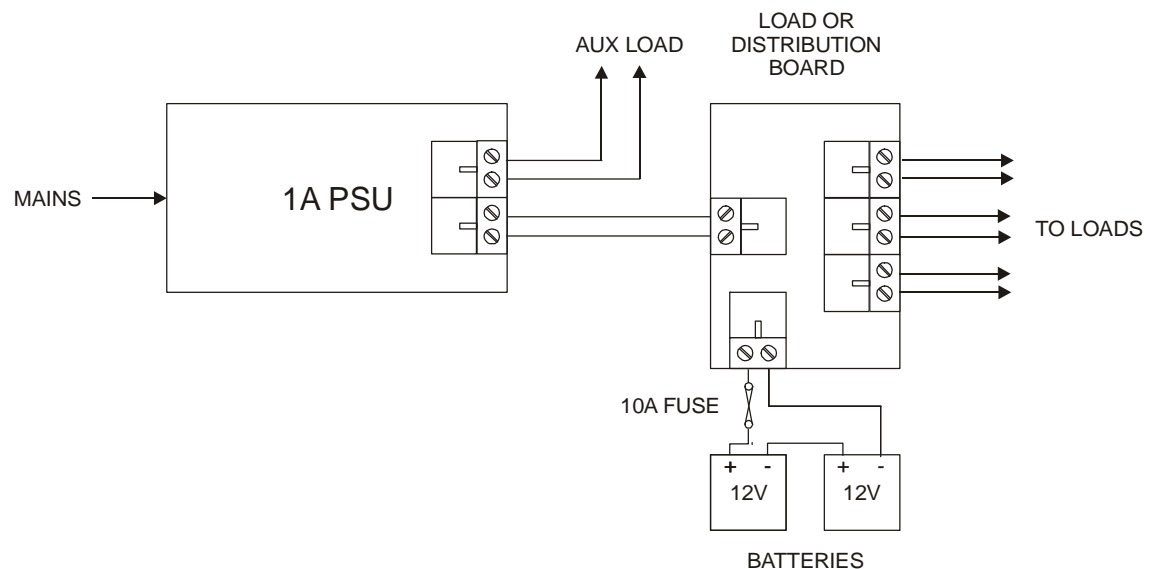 LOAD OR
DISTRIBUTION
BOARD
AUX LOAD
MAINS
1A PSU
TO LOADS
10A FUSE
+ - + -
12V 12V
BATTERIES